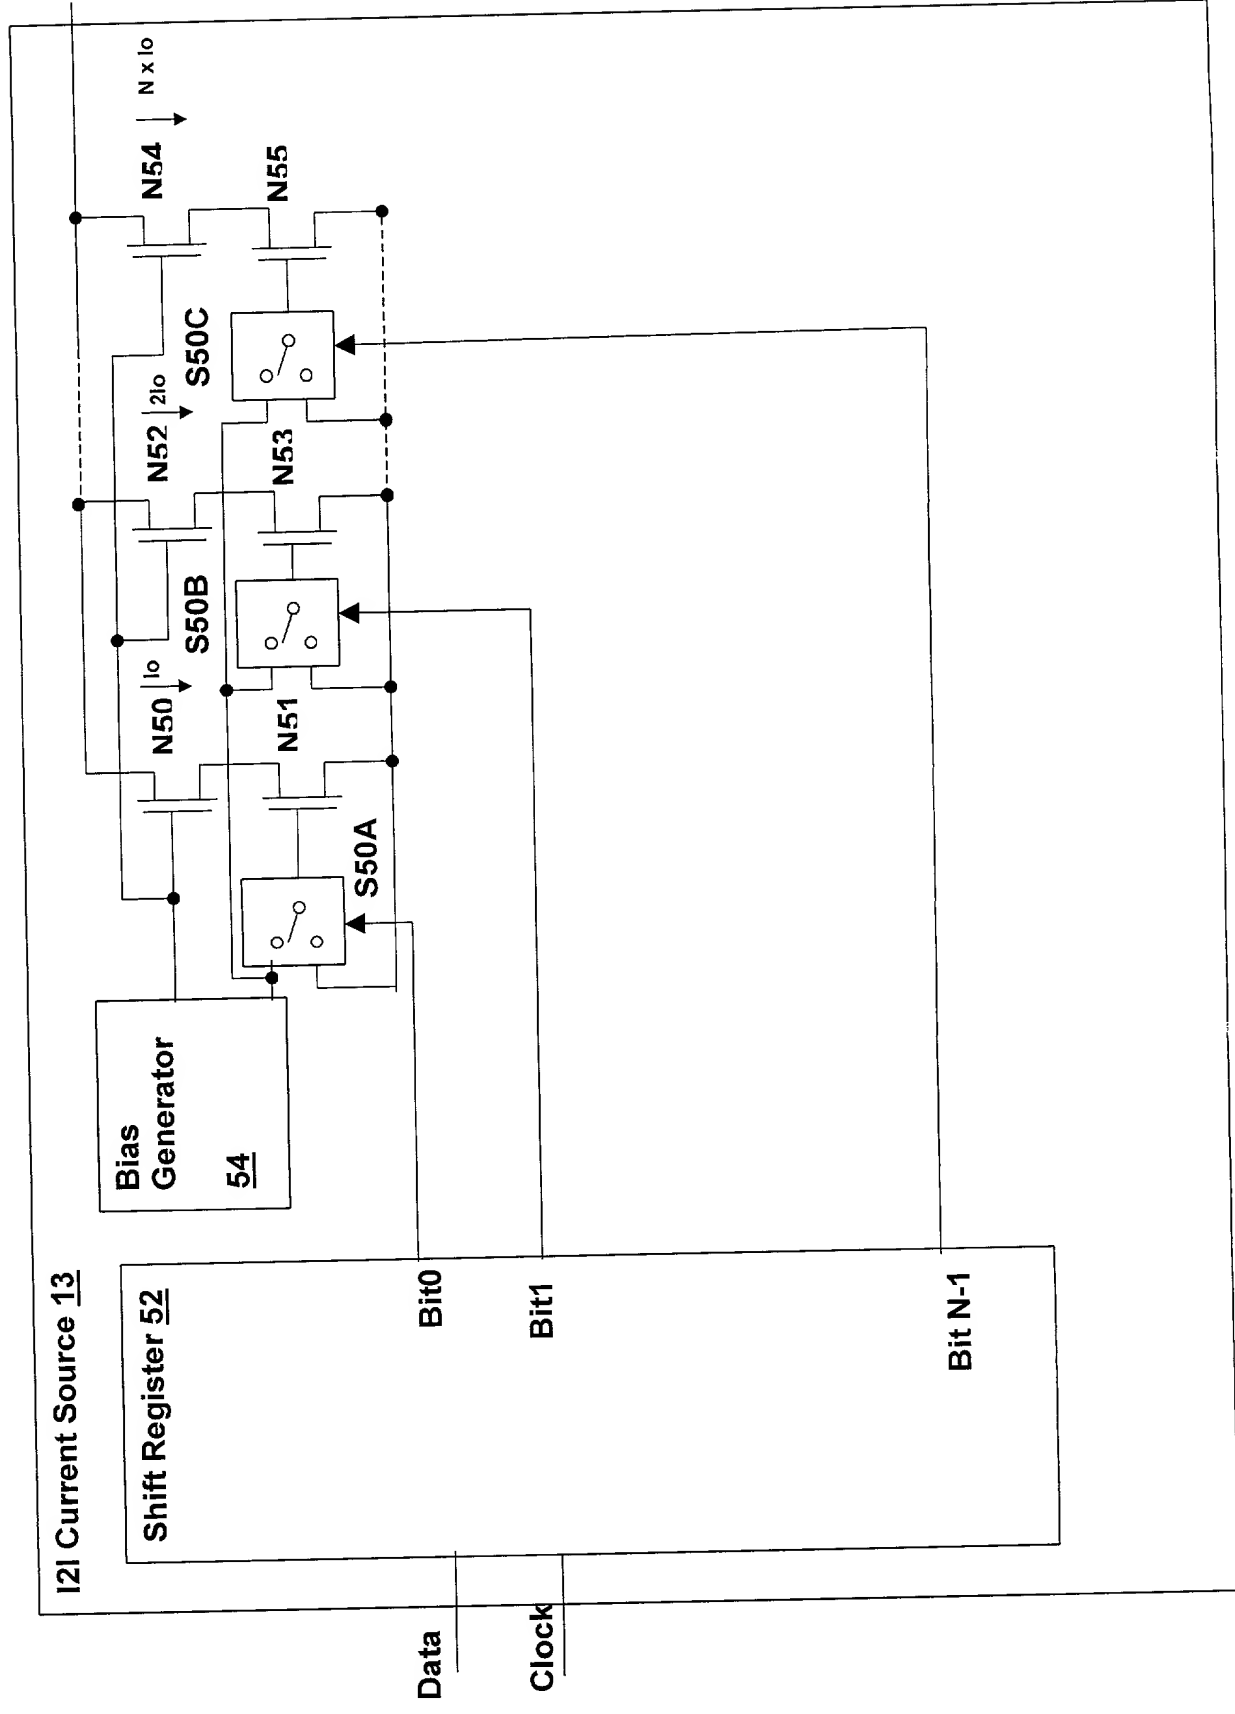 I2I Current Source 13
Shift Register 52
Data
Clock
Bit0
Bit1
Bit N-1
Bias
Generator
54
S50A
N50
Io
N51
S50B
N52
2Io
N53
S50C
N54
N x Io
N55